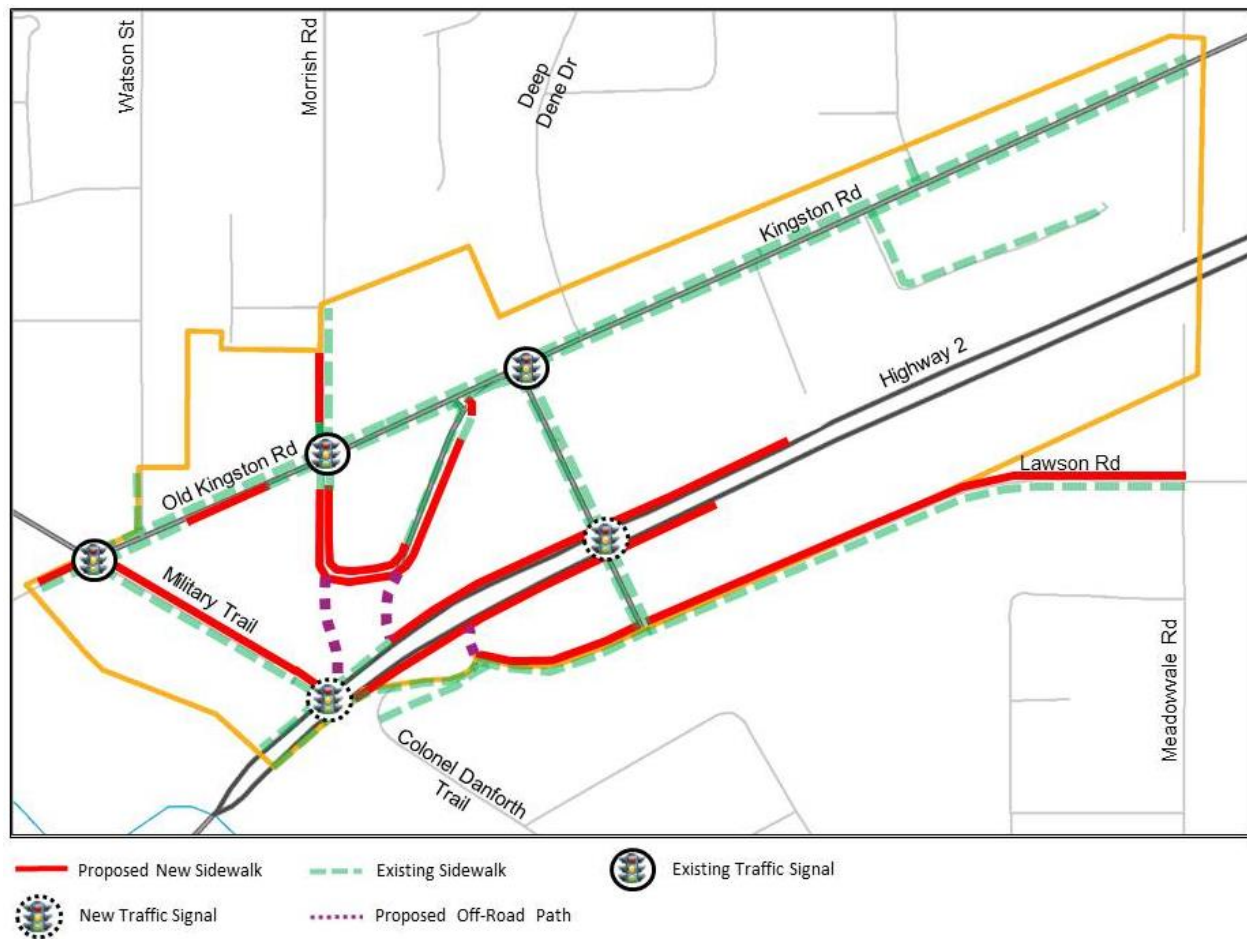 Watson St
Morrish Rd
Deep
Dene Dr
Kingston Rd
Highway 2
Old Kingston Rd
Lawson Rd
Military Trail
Meadowvale Rd
Colonel Danforth
Trail
Proposed New Sidewalk
Existing Sidewalk
Existing Traffic Signal
New Traffic Signal
Proposed Off-Road Path